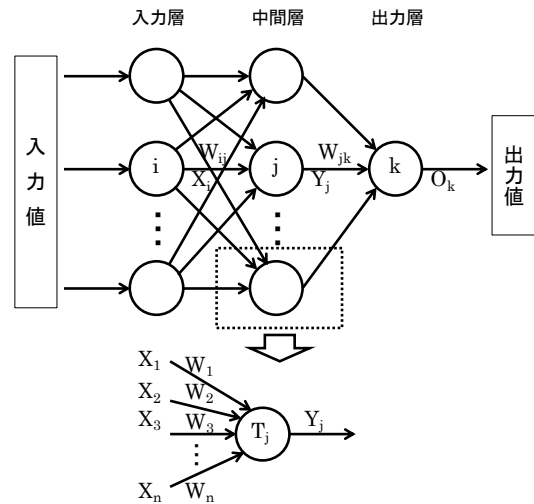 入力層 中間層 出力層
入力値
i W_ij j W_jk k
X_i Y_j O_k
出力値
X_1 W_1
X_2 W_2
X_3 W_3 T_j Y_j
X_n W_n